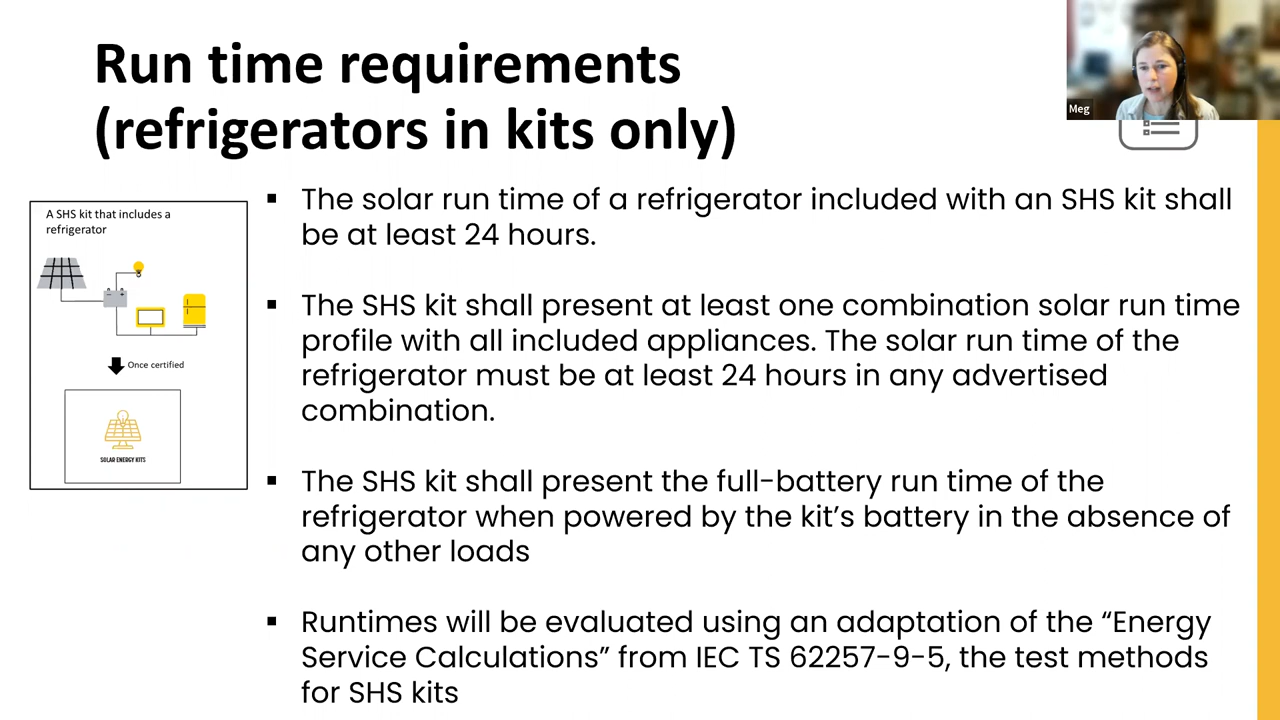 Run time requirements
(refrigerators in kits only)
Meg
A SHS kit that includes a
refrigerator
Once certified
SOLAR ENERGY KITS
▪ The solar run time of a refrigerator included with an SHS kit shall
be at least 24 hours.
▪ The SHS kit shall present at least one combination solar run time
profile with all included appliances. The solar run time of the
refrigerator must be at least 24 hours in any advertised
combination.
▪ The SHS kit shall present the full-battery run time of the
refrigerator when powered by the kit’s battery in the absence of
any other loads
▪ Runtimes will be evaluated using an adaptation of the “Energy
Service Calculations” from IEC TS 62257-9-5, the test methods
for SHS kits